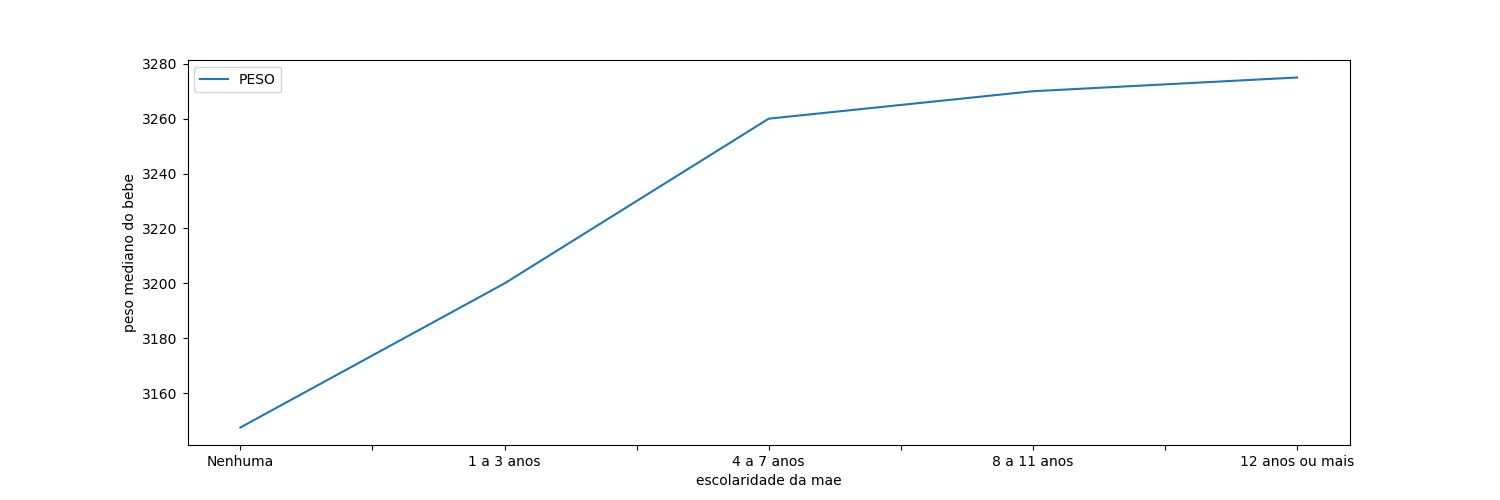 PESO
peso mediano do bebe
3280
3260
3240
3220
3200
3180
3160
Nenhuma
1 a 3 anos
4 a 7 anos
8 a 11 anos
12 anos ou mais
escolaridade da mae